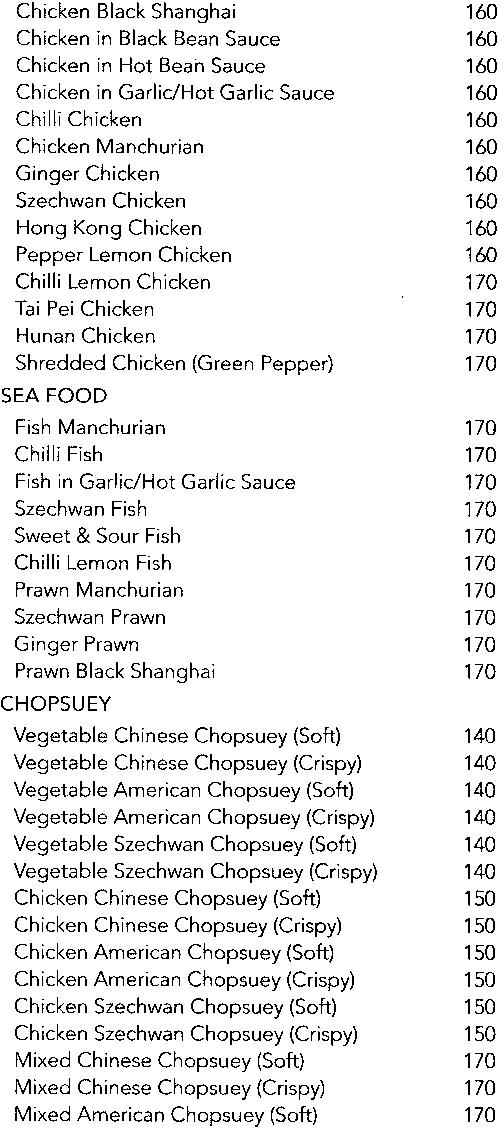 Chicken Black Shanghai 160
Chicken in Black Bean Sauce 160
Chicken in Hot Bean Sauce 160
Chicken in Garlic/Hot Garlic Sauce 160
Chilli Chicken 160
Chicken Manchurian 160
Ginger Chicken 160
Szechwan Chicken 160
Hong Kong Chicken 160
Pepper Lemon Chicken 160
Chilli Lemon Chicken 170
Tai Pei Chicken 170
Hunan Chicken 170
Shredded Chicken (Green Pepper) 170
SEA FOOD
Fish Manchurian 170
Chilli Fish 170
Fish in Garlic/Hot Garlic Sauce 170
Szechwan Fish 170
Sweet & Sour Fish 170
Chilli Lemon Fish 170
Prawn Manchurian 170
Szechwan Prawn 170
Ginger Prawn 170
Prawn Black Shanghai 170
CHOPSUEY
Vegetable Chinese Chopsuey (Soft) 140
Vegetable Chinese Chopsuey (Crispy) 140
Vegetable American Chopsuey (Soft) 140
Vegetable American Chopsuey (Crispy) 140
Vegetable Szechwan Chopsuey (Soft) 140
Vegetable Szechwan Chopsuey (Crispy) 140
Chicken Chinese Chopsuey (Soft) 150
Chicken Chinese Chopsuey (Crispy) 150
Chicken American Chopsuey (Soft) 150
Chicken American Chopsuey (Crispy) 150
Chicken Szechwan Chopsuey (Soft) 150
Chicken Szechwan Chopsuey (Crispy) 150
Mixed Chinese Chopsuey (Soft) 170
Mixed Chinese Chopsuey (Crispy) 170
Mixed American Chopsuey (Soft) 170